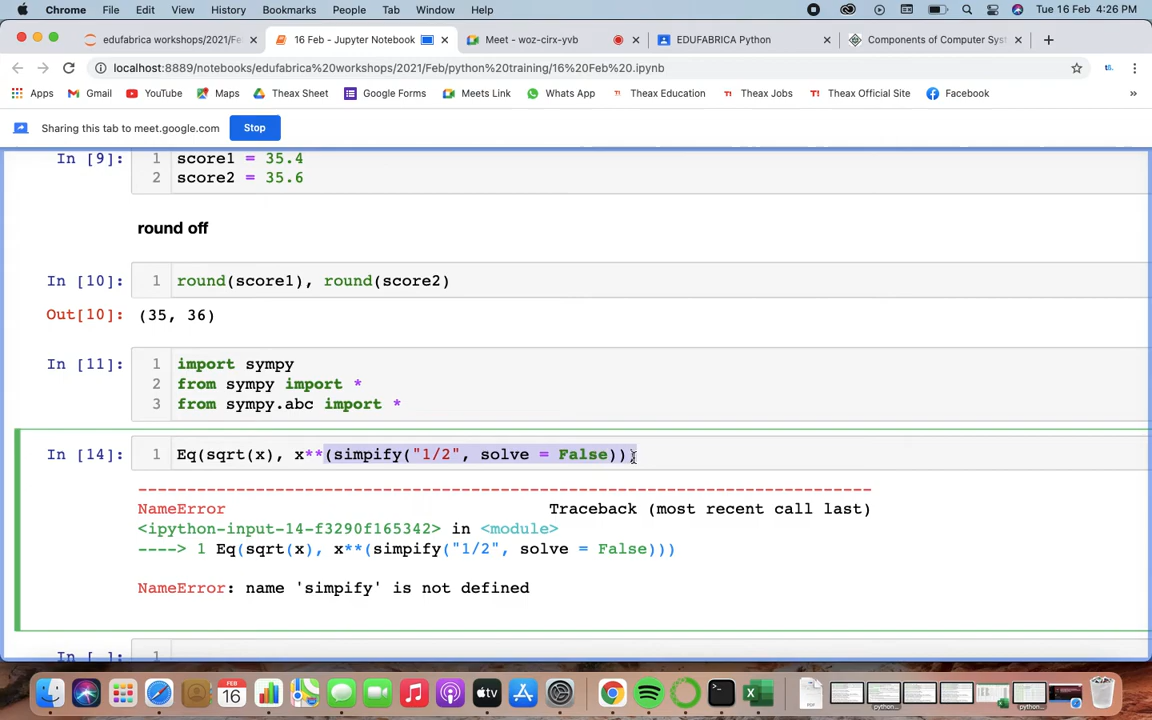 Chrome File Edit View History Bookmarks People Tab Window Help Tue 16 Feb 4:26 PM
edufabrica workshops/2021/Fe 16 Feb - Jupyter Notebook Meet - woz-cirx-yvb EDUFABRICA Python Components of Computer Sys
localhost:8889/notebooks/edufabrica%20workshops/2021/Feb/python%20training/16%20Feb%20.ipynb
Apps Gmail YouTube Maps Theax Sheet Google Forms Meets Link Whats App Theax Education Theax Jobs Theax Official Site Facebook »
Sharing this tab to meet.google.com Stop
In [9]: 1 score1 = 35.4
2 score2 = 35.6
round off
In [10]: 1 round(score1), round(score2)
Out[10]: (35, 36)
In [11]: 1 import sympy
2 from sympy import *
3 from sympy.abc import *
In [14]: 1 Eq(sqrt(x), x**(simpify("1/2", solve = False)))
---------------------------------------------------------------------------
NameError Traceback (most recent call last)
<ipython-input-14-f3290f165342> in <module>
----> 1 Eq(sqrt(x), x**(simpify("1/2", solve = False)))
NameError: name 'simpify' is not defined
In [ ]: 1
FEB
16
tv
X
PDF
python
python